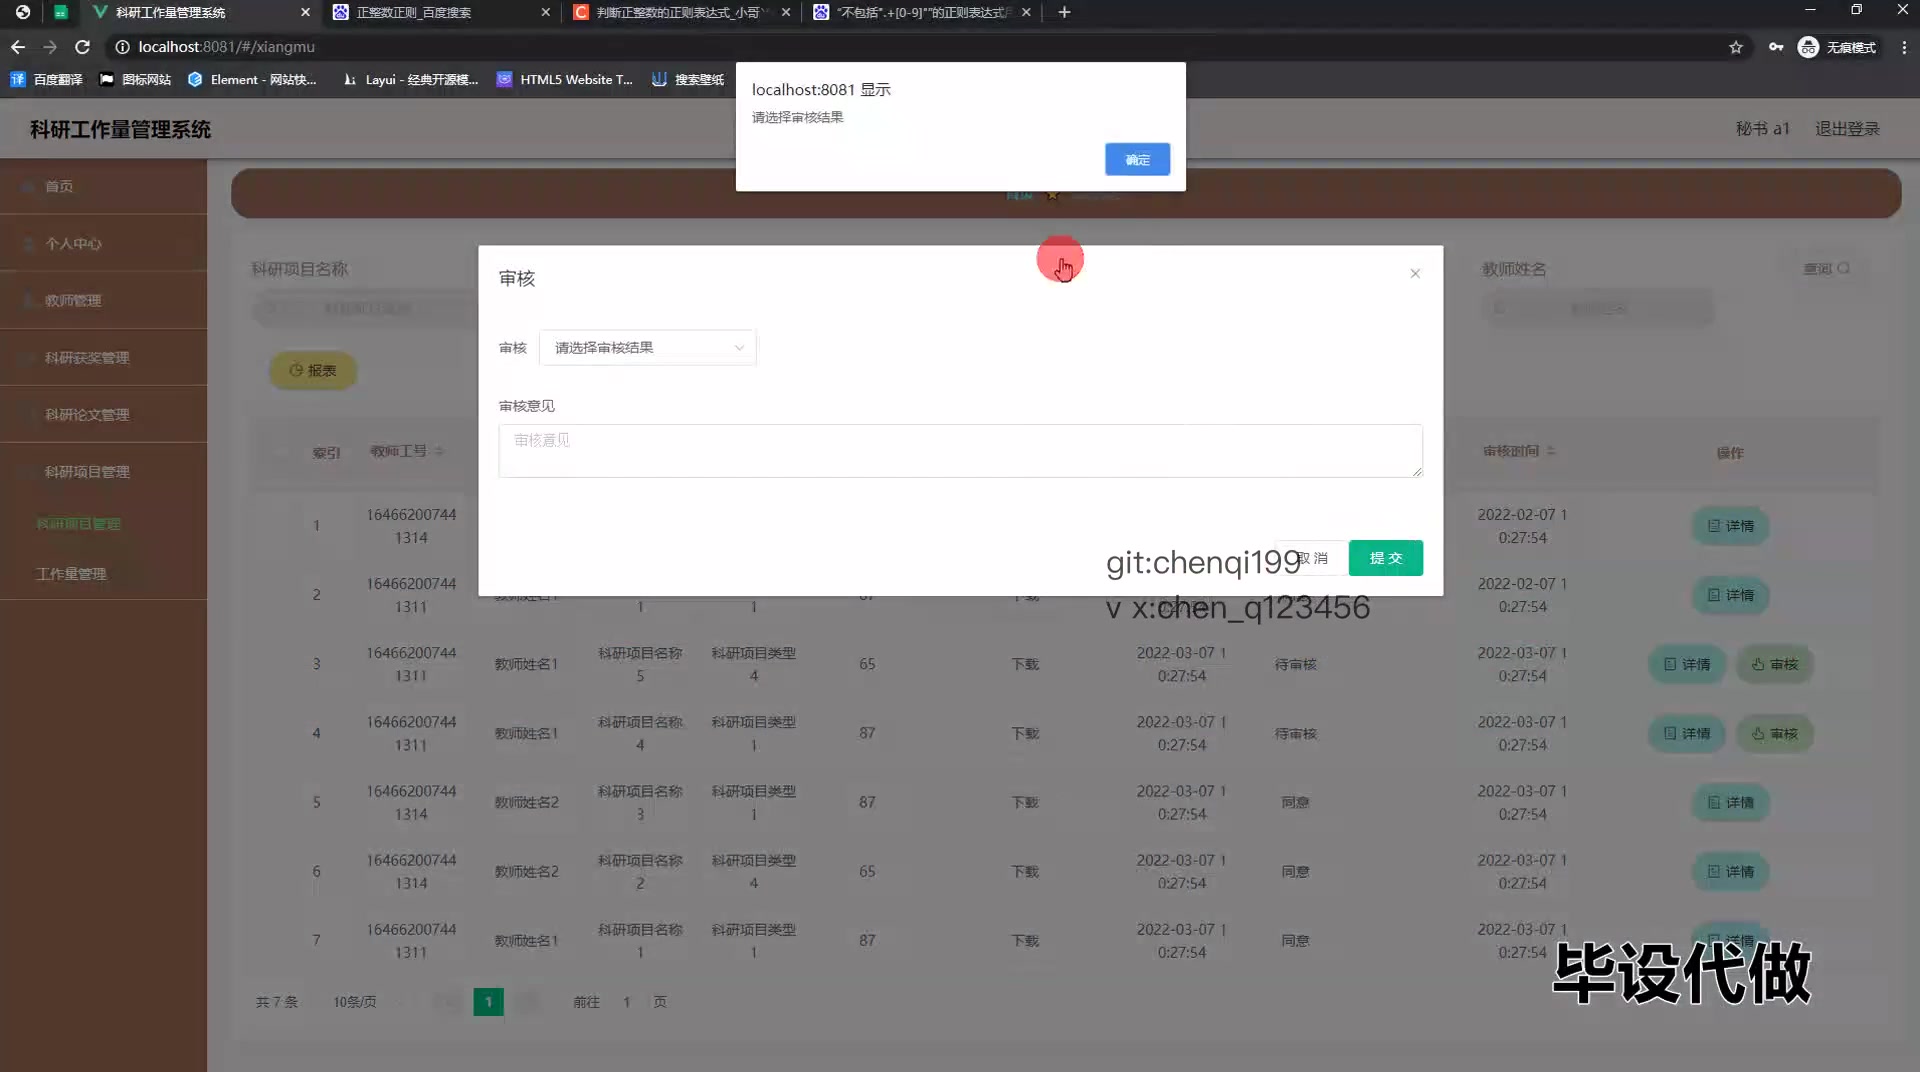 科研工作量管理系统
正整数正则_百度搜索
判断正整数的正则表达式_小哥
"不包括".+[0-9]*"的正则表达式
localhost:8081/#/xiangmu
无痕模式
百度翻译
图标网站
Element - 网站快...
Layui - 经典开源模...
HTML5 Website T...
搜索壁纸
localhost:8081 显示
请选择审核结果
确定
科研工作量管理系统
秘书 a1
退出登录
首页
个人中心
教师管理
科研获奖管理
科研论文管理
科研项目管理
科研项目管理
工作量管理
科研项目名称
教师姓名
查询
报表
审核
审核
请选择审核结果
审核意见
审核意见
取 消
提 交
git:chenqi199
v x:chen_q123456
索引
教师工号
审核时间
操作
1
16466200744
1314
2022-02-07 1
0:27:54
详情
2
16466200744
1311
1
1
2022-02-07 1
0:27:54
详情
3
16466200744
1311
教师姓名1
科研项目名称
5
科研项目类型
4
65
下载
2022-03-07 1
0:27:54
待审核
2022-03-07 1
0:27:54
详情
审核
4
16466200744
1311
教师姓名1
科研项目名称
4
科研项目类型
1
87
下载
2022-03-07 1
0:27:54
待审核
2022-03-07 1
0:27:54
详情
审核
5
16466200744
1314
教师姓名2
科研项目名称
3
科研项目类型
1
87
下载
2022-03-07 1
0:27:54
同意
2022-03-07 1
0:27:54
详情
6
16466200744
1314
教师姓名2
科研项目名称
2
科研项目类型
4
65
下载
2022-03-07 1
0:27:54
同意
2022-03-07 1
0:27:54
详情
7
16466200744
1311
教师姓名1
科研项目名称
1
科研项目类型
1
87
下载
2022-03-07 1
0:27:54
同意
2022-03-07 1
0:27:54
详情
毕设代做
共 7 条
10条/页
1
前往
1
页